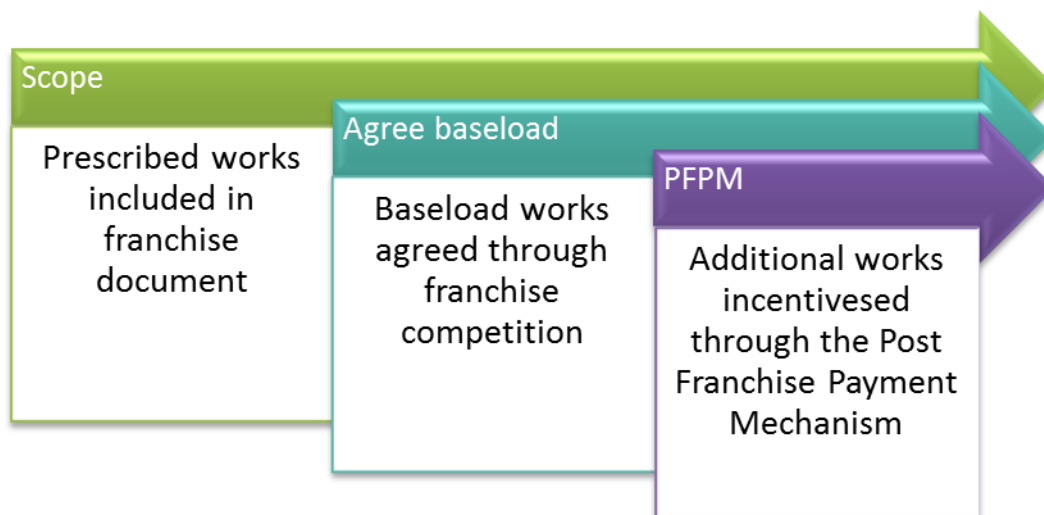 Scope
Prescribed works
included in
franchise
document
Agree baseload
Baseload works
agreed through
franchise
competition
PFPM
Additional works
incentivesed
through the Post
Franchise Payment
Mechanism